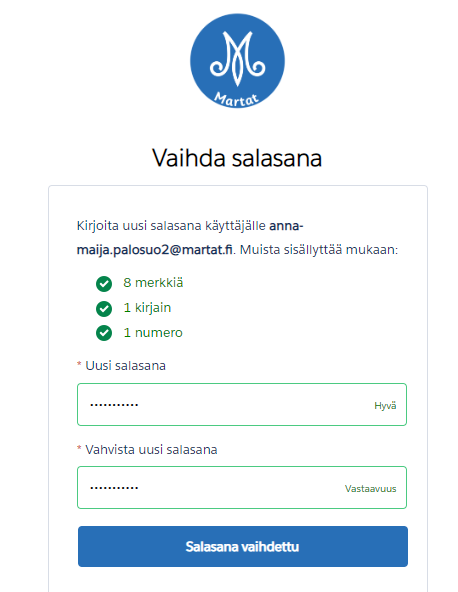 Martat
Vaihda salasana
Kirjoita uusi salasana käyttäjälle anna-
maija.palosuo2@martat.fi. Muista sisällyttää mukaan:
8 merkkiä
1 kirjain
1 numero
* Uusi salasana
••••••••••• Hyvä
* Vahvista uusi salasana
••••••••••• Vastaavuus
Salasana vaihdettu